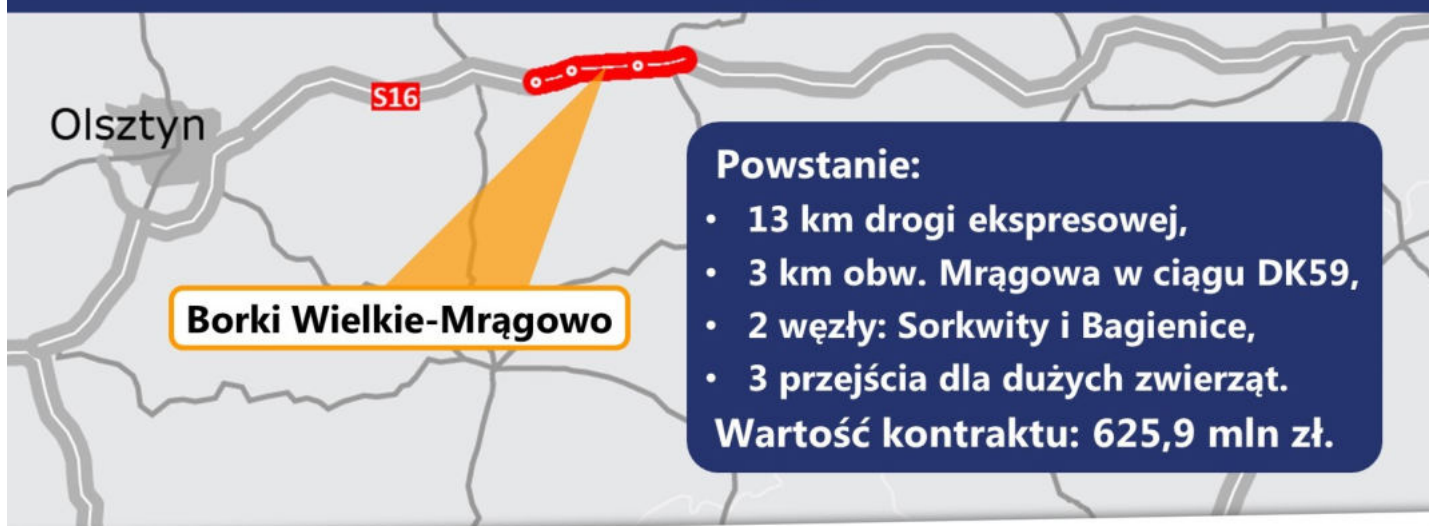 S16
Olsztyn
Borki Wielkie-Mrągowo
Powstanie:
• 13 km drogi ekspresowej,
• 3 km obw. Mrągowa w ciągu DK59,
• 2 węzły: Sorkwity i Bagienice,
• 3 przejścia dla dużych zwierząt.
Wartość kontraktu: 625,9 mln zł.